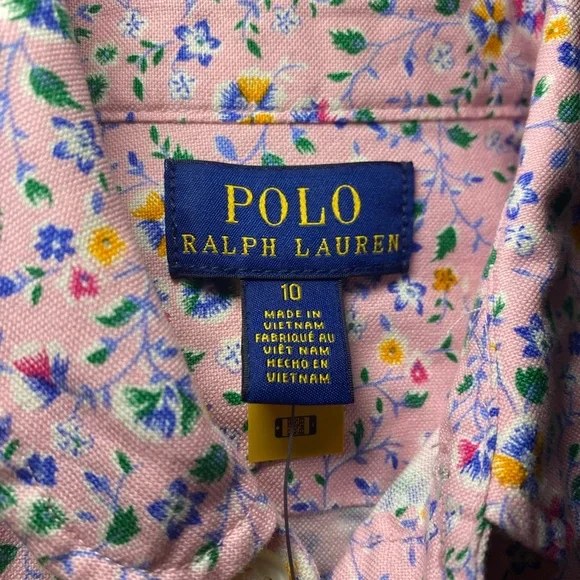 POLO
RALPH LAUREN
10
MADE IN
VIETNAM
FABRIQUÉ AU
VIÊT NAM
HECHO EN
VIETNAM